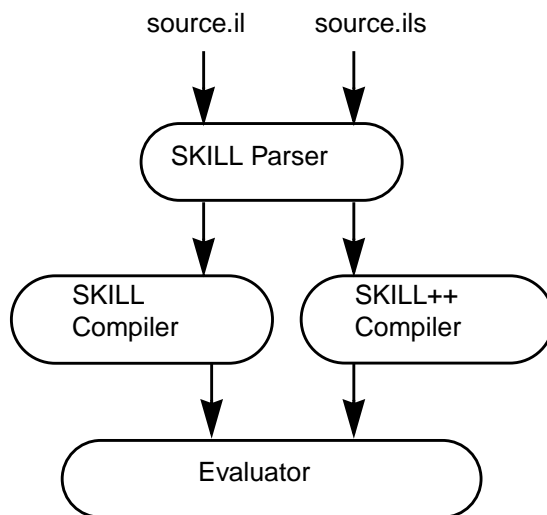 source.il
source.ils
SKILL Parser
SKILL
Compiler
SKILL++
Compiler
Evaluator